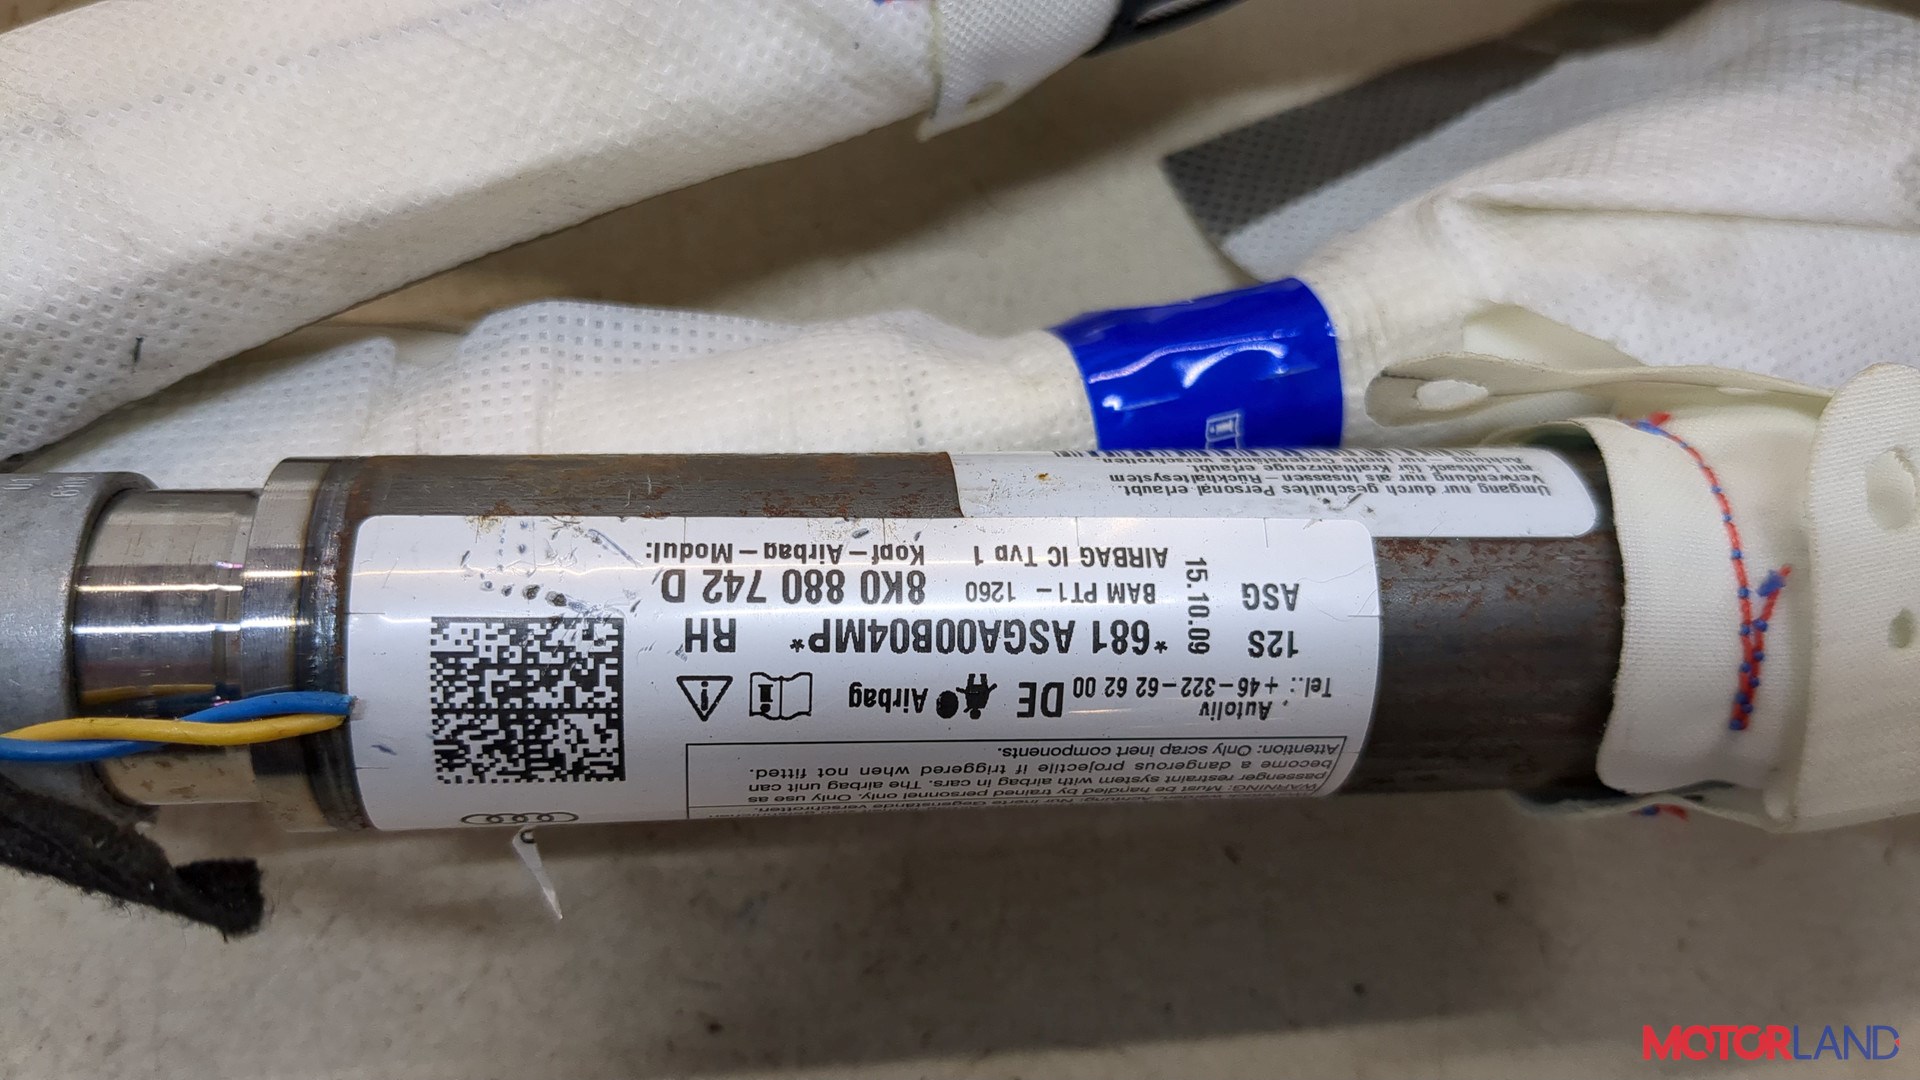 Umgang nur durch geschultes Personal erlaubt.
Verwendung nur als Insassen – Rückhaltesystem
mit Luftsack für Kraftfahrzeuge erlaubt.
Kopf – Airbag – Modul:
8K0 880 742 D
AIRBAG IC Typ 1
BAM PT1 – 1260
15.10.09
ASG
12S
*681 ASGA00B04MP*
RH
Autoliv
Tel.: +46–322–62 62 00
DE
Airbag
Attention: Only scrap inert components.
become a dangerous projectile if triggered when not fitted.
passenger restraint system with airbag in cars. The airbag unit can
WARNING: Must be handled by trained personnel only. Only use as
MOTORLAND